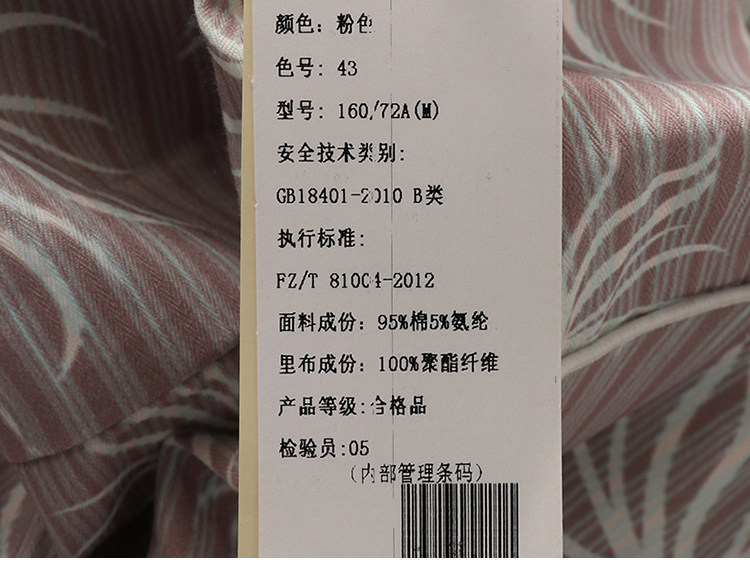 颜色：粉色
色号: 43
型号: 160/72A(M)
安全技术类别:
GB18401-2010 B类
执行标准:
FZ/T 81004-2012
面料成份：95%棉5%氨纶
里布成份：100%聚酯纤维
产品等级:合格品
检验员:05
（内部管理条码）